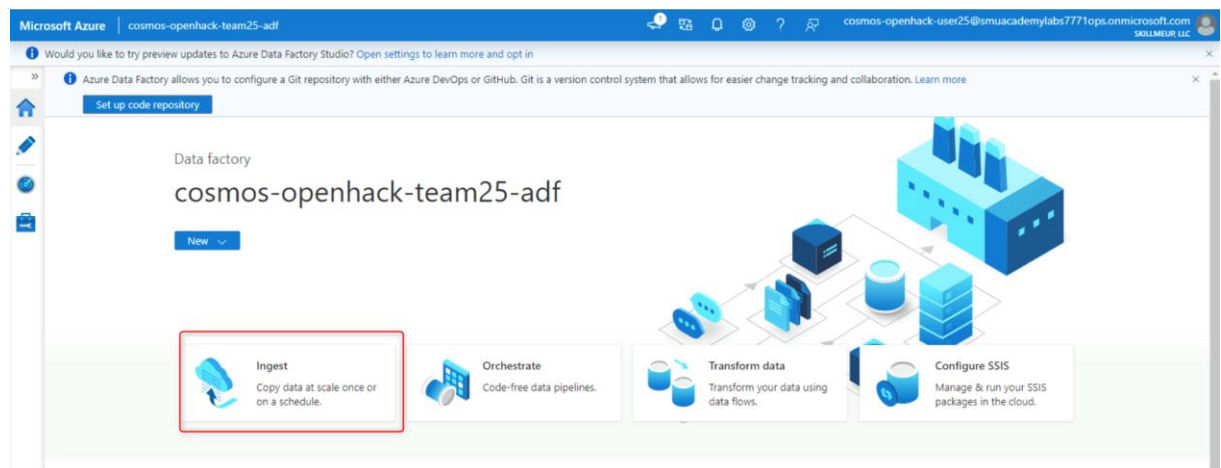 Microsoft Azure | cosmos-openhack-team25-adf
cosmos-openhack-user25@smuacademylabs7771ops.onmicrosoft.com
SKILLMEUP, LLC
Would you like to try preview updates to Azure Data Factory Studio? Open settings to learn more and opt in
Azure Data Factory allows you to configure a Git repository with either Azure DevOps or GitHub. Git is a version control system that allows for easier change tracking and collaboration. Learn more
Set up code repository
Data factory
cosmos-openhack-team25-adf
New
Ingest
Copy data at scale once or
on a schedule.
Orchestrate
Code-free data pipelines.
Transform data
Transform your data using
data flows.
Configure SSIS
Manage & run your SSIS
packages in the cloud.